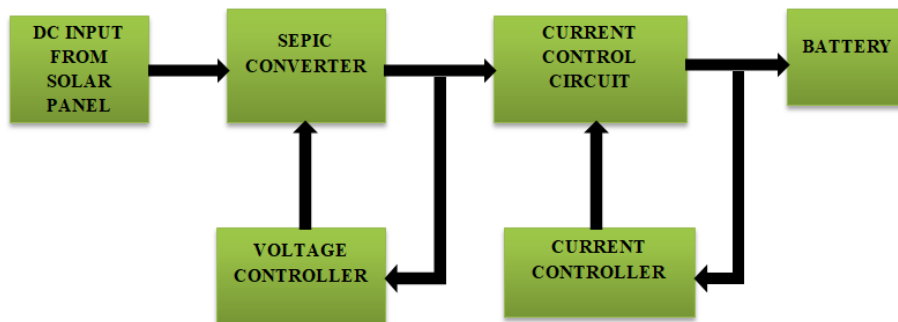 DC INPUT
FROM
SOLAR
PANEL
SEPIC
CONVERTER
CURRENT
CONTROL
CIRCUIT
BATTERY
VOLTAGE
CONTROLLER
CURRENT
CONTROLLER